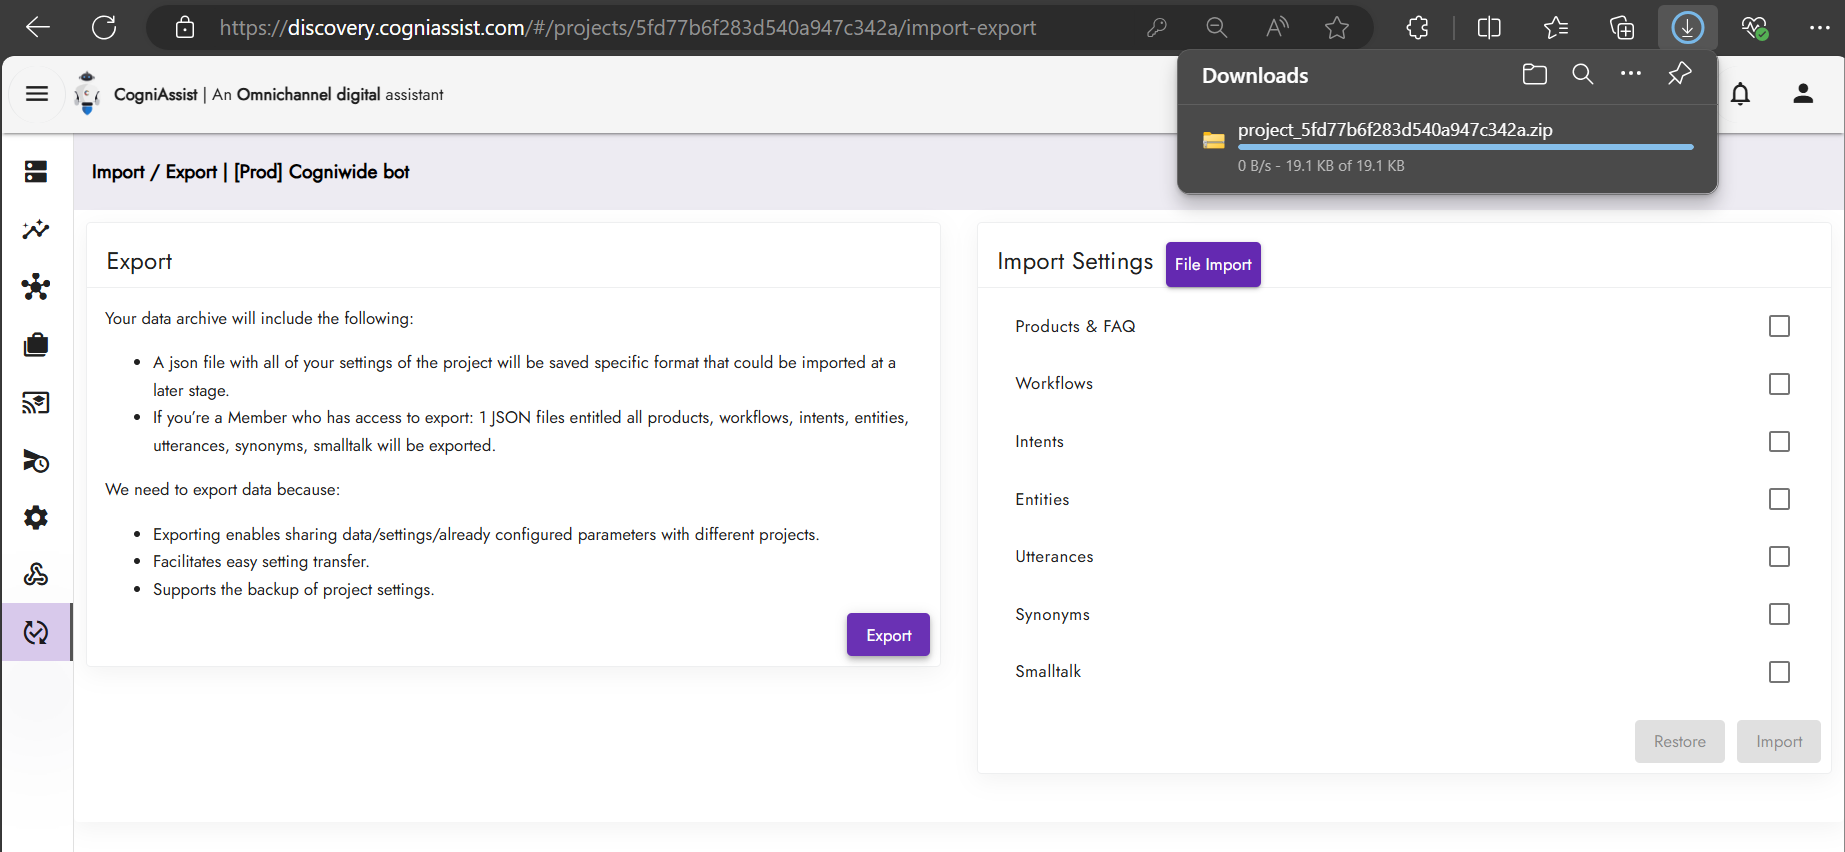 https://discovery.cogniassist.com/#/projects/5fd77b6f283d540a947c342a/import-export
Downloads
project_5fd77b6f283d540a947c342a.zip
0 B/s - 19.1 KB of 19.1 KB
CogniAssist | An Omnichannel digital assistant
Import / Export | [Prod] Cogniwide bot
Export
Your data archive will include the following:
A json file with all of your settings of the project will be saved specific format that could be imported at a
later stage.
If you're a Member who has access to export: 1 JSON files entitled all products, workflows, intents, entities,
utterances, synonyms, smalltalk will be exported.
We need to export data because:
Exporting enables sharing data/settings/already configured parameters with different projects.
Facilitates easy setting transfer.
Supports the backup of project settings.
Export
Import Settings
File Import
Products & FAQ
Workflows
Intents
Entities
Utterances
Synonyms
Smalltalk
Restore
Import